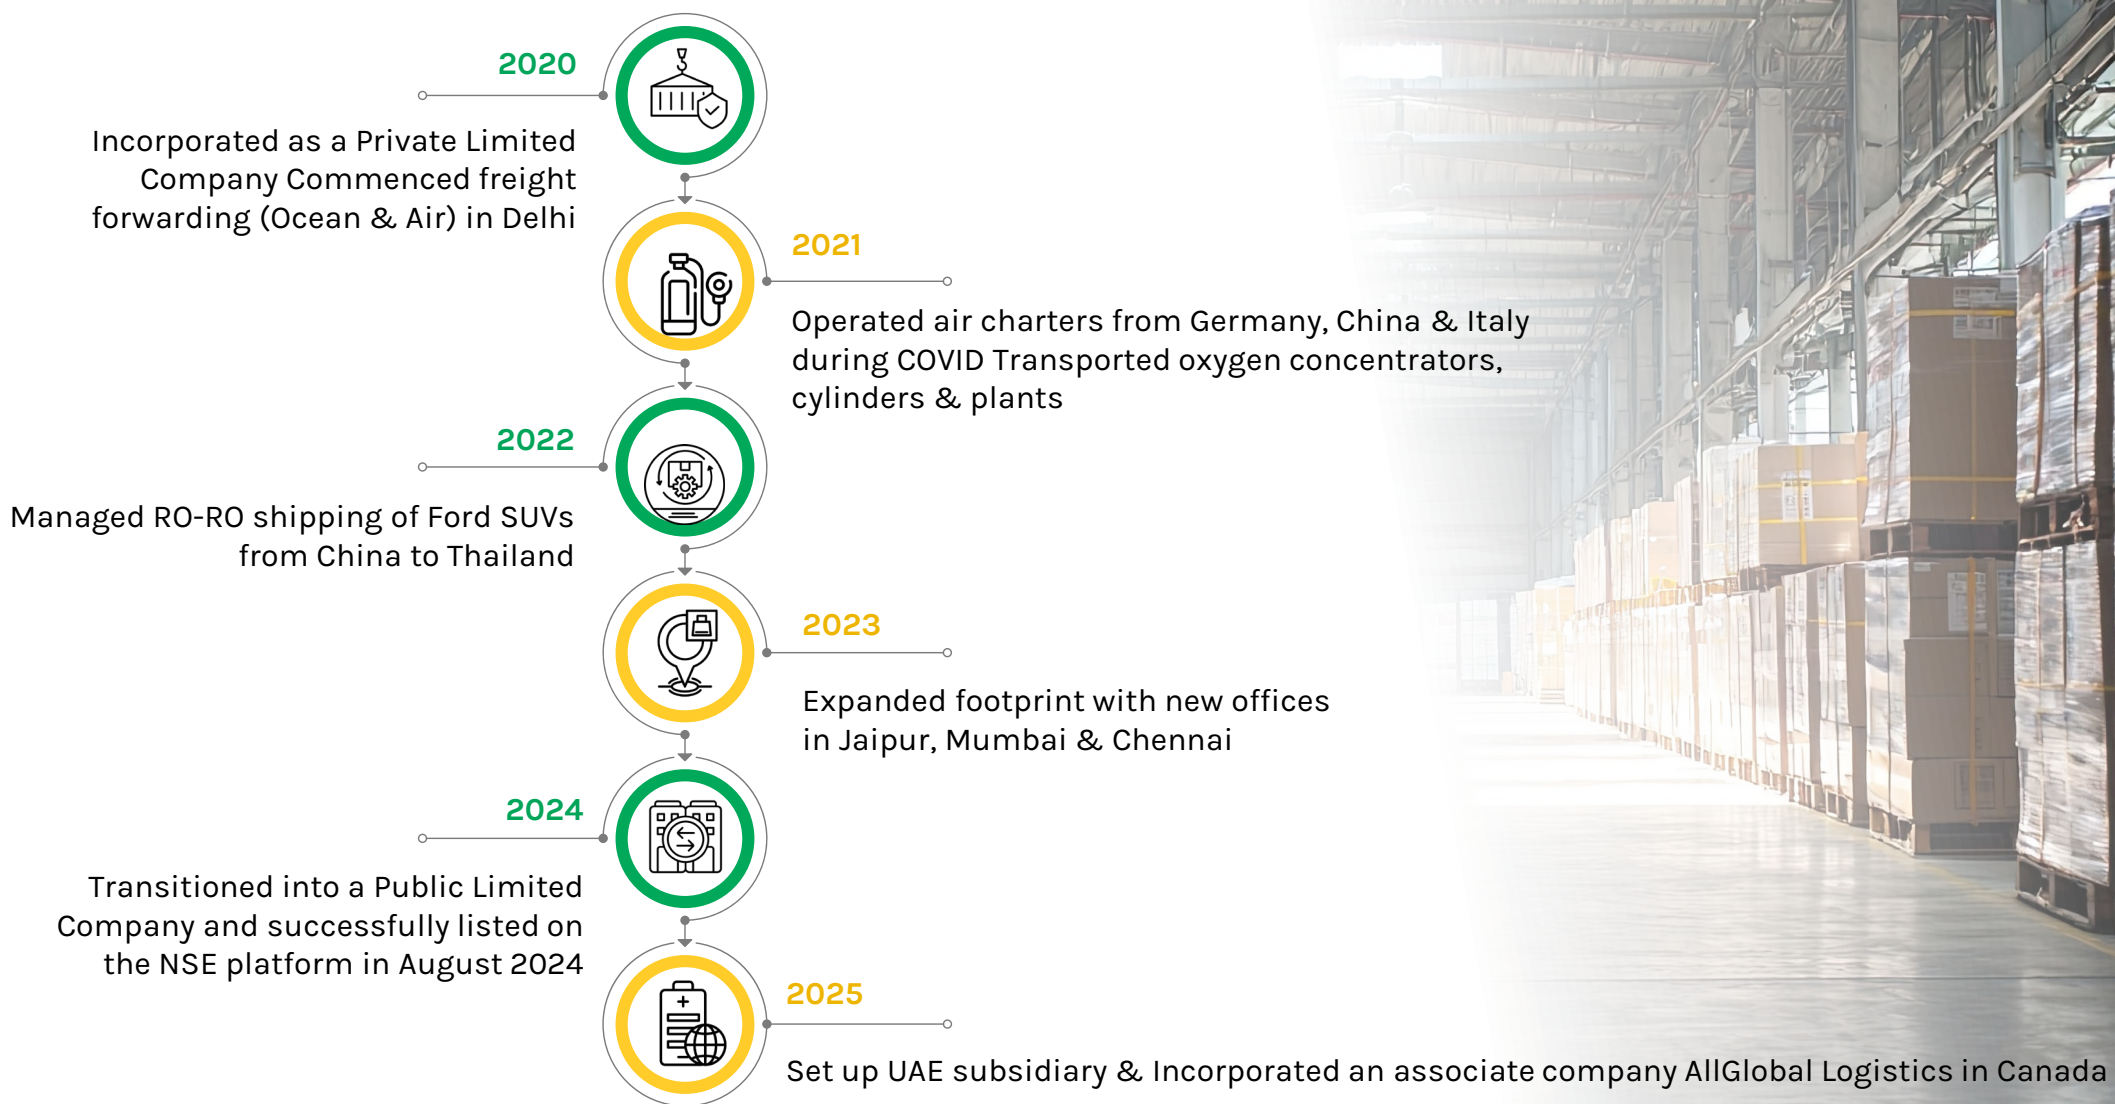 2020
Incorporated as a Private Limited
Company Commenced freight
forwarding (Ocean & Air) in Delhi
2021
Operated air charters from Germany, China & Italy
during COVID Transported oxygen concentrators,
cylinders & plants
2022
Managed RO-RO shipping of Ford SUVs
from China to Thailand
2023
Expanded footprint with new offices
in Jaipur, Mumbai & Chennai
2024
Transitioned into a Public Limited
Company and successfully listed on
the NSE platform in August 2024
2025
Set up UAE subsidiary & Incorporated an associate company AllGlobal Logistics in Canada